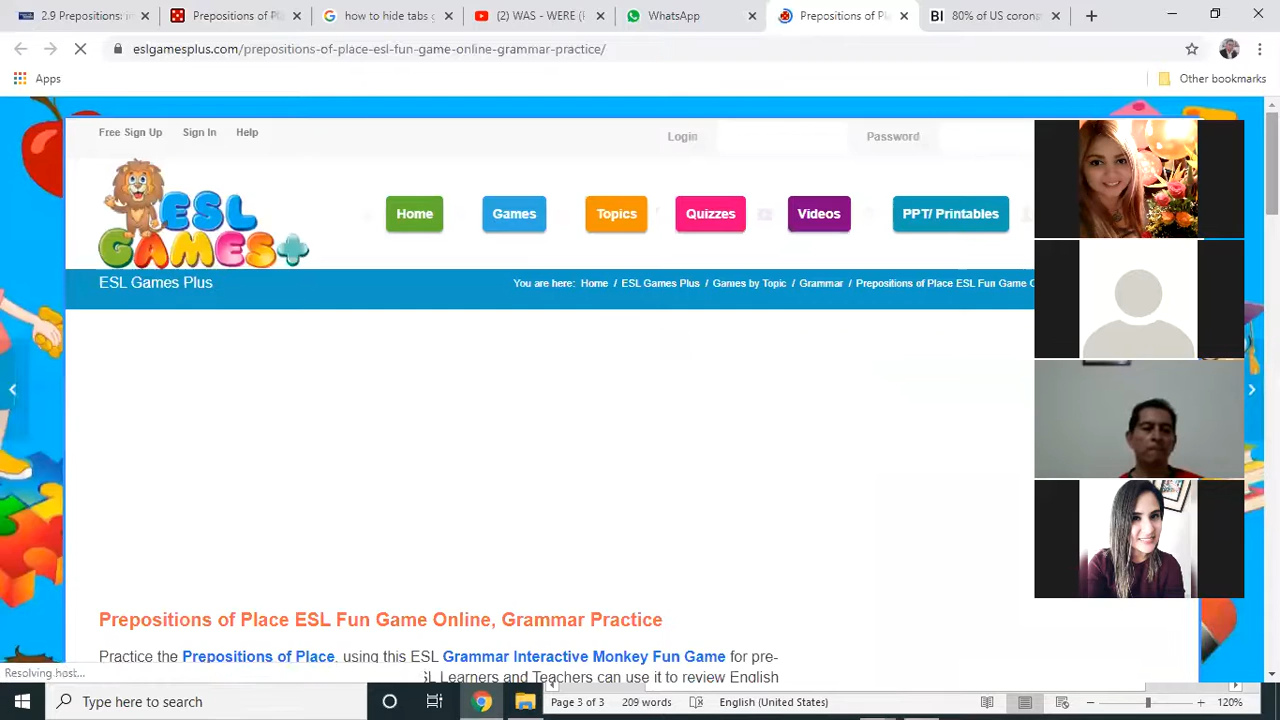 2.9 Prepositions
Prepositions of Pl
how to hide tabs g
(2) WAS - WERE (
WhatsApp
Prepositions of Pl
80% of US corona
eslgamesplus.com/prepositions-of-place-esl-fun-game-online-grammar-practice/
Apps
Other bookmarks
Free Sign Up Sign In Help Login Password
ESL GAMES+
Home Games Topics Quizzes Videos PPT/ Printables
ESL Games Plus
You are here: Home / ESL Games Plus / Games by Topic / Grammar / Prepositions of Place ESL Fun Game
Prepositions of Place ESL Fun Game Online, Grammar Practice
Practice the Prepositions of Place, using this ESL Grammar Interactive Monkey Fun Game for pre-
Learners and Teachers can use it to review English
Resolving host...
Type here to search
Page 3 of 3 209 words English (United States) 120%